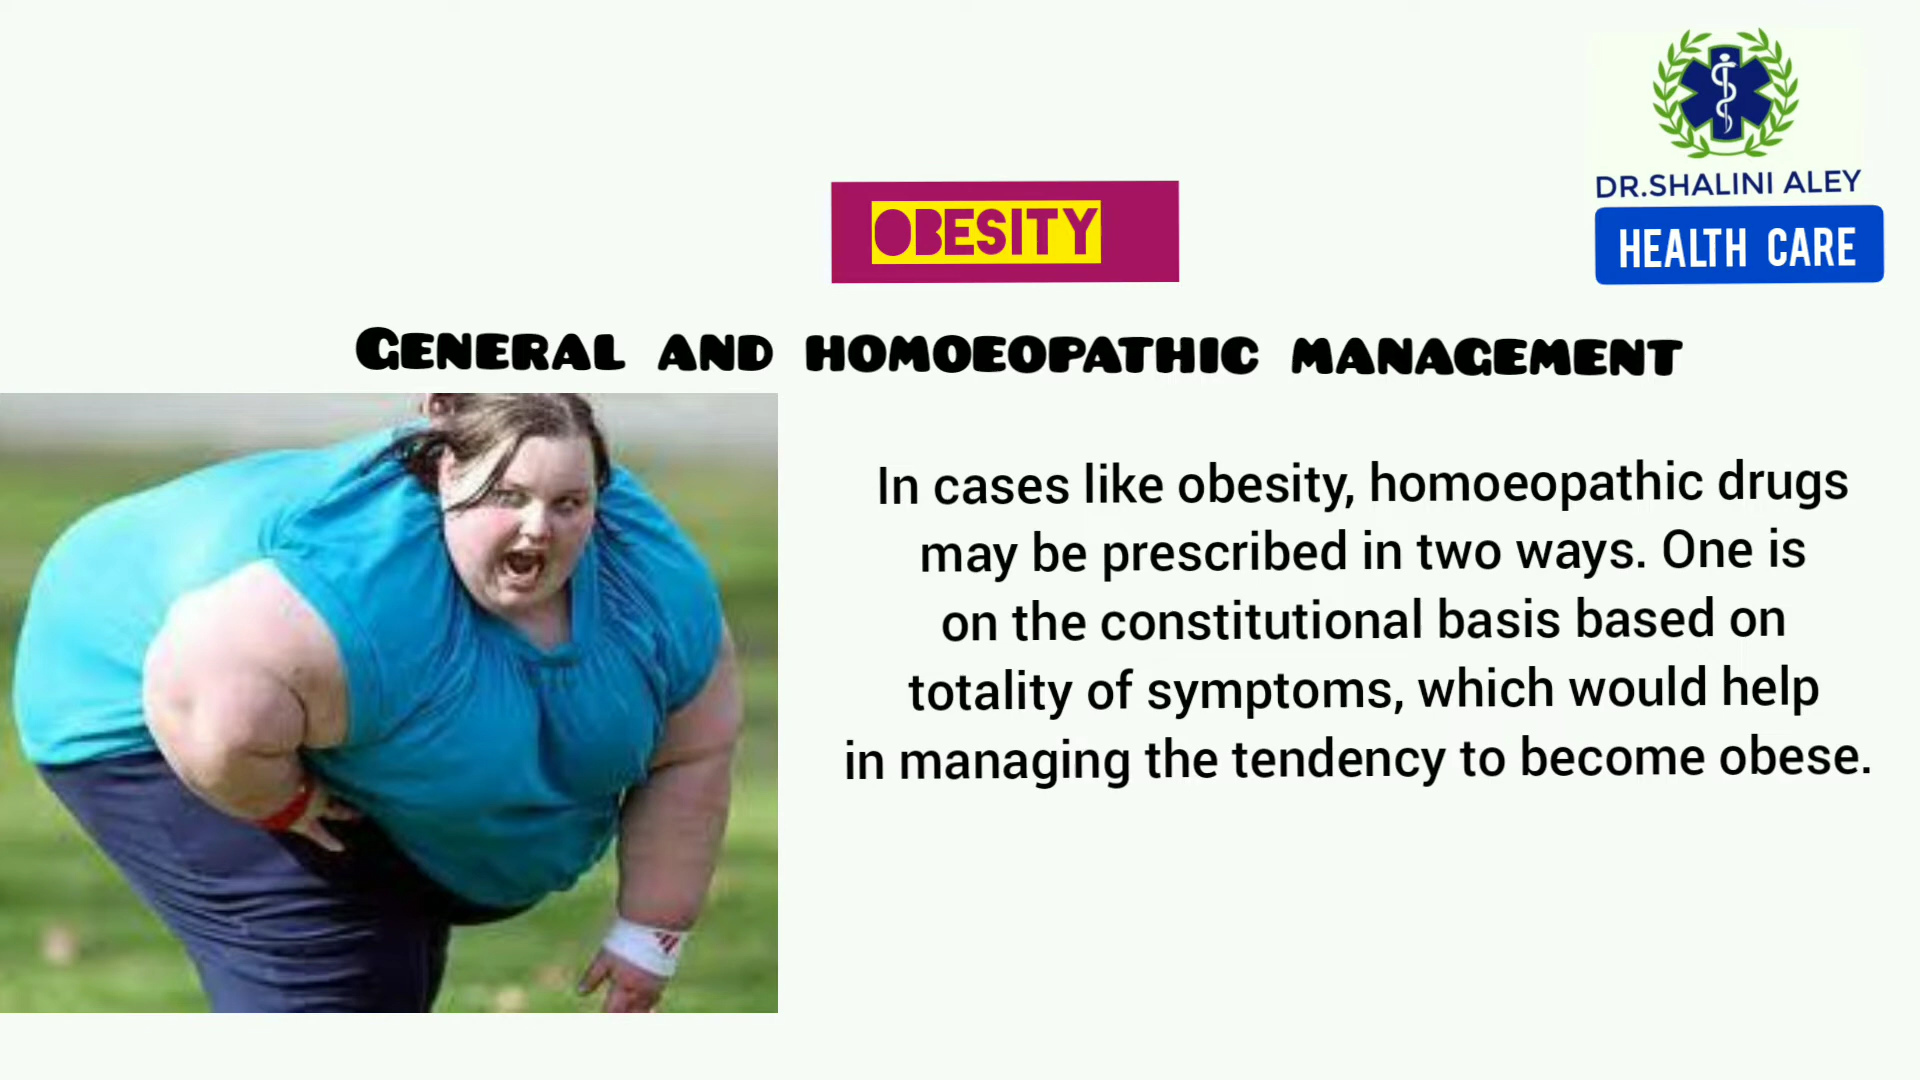 DR.SHALINI ALEY
HEALTH CARE
OBESITY
GENERAL AND HOMOEOPATHIC MANAGEMENT
In cases like obesity, homoeopathic drugs
may be prescribed in two ways. One is
on the constitutional basis based on
totality of symptoms, which would help
in managing the tendency to become obese.